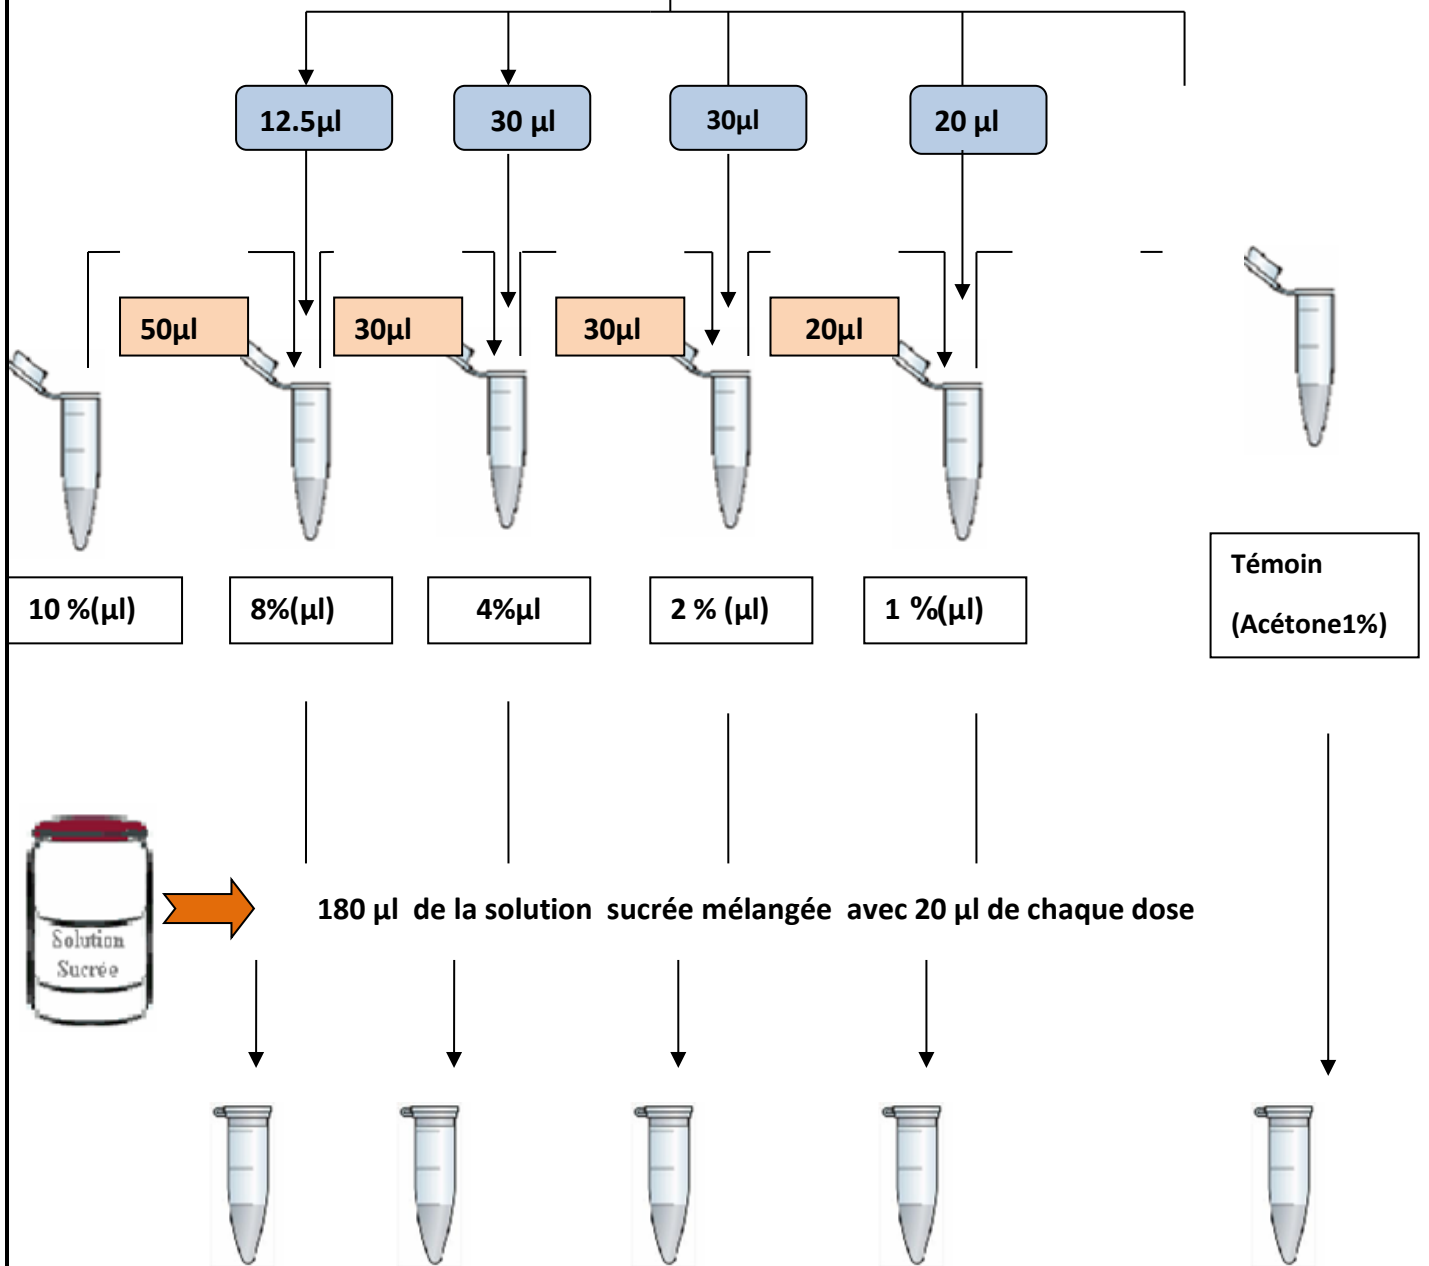 12.5µl
30 µl
30µl
20 µl
50µl
30µl
30µl
20µl
10 %(µl)
8%(µl)
4%µl
2 % (µl)
1 %(µl)
Témoin
(Acétone1%)
180 µl de la solution sucrée mélangée avec 20 µl de chaque dose
Solution
Sucrée